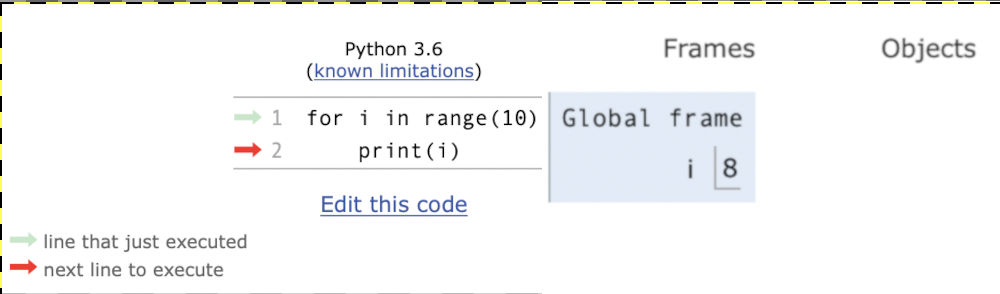 Python 3.6
(known limitations)
1 for i in range(10)
2 print(i)
Edit this code
line that just executed
next line to execute
Frames
Objects
Global frame
i 8